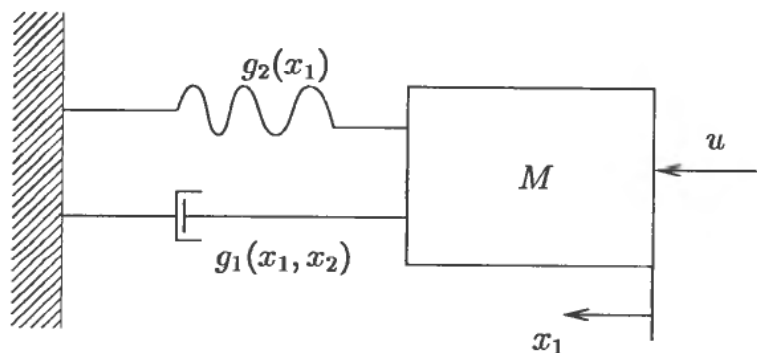 g₂(x₁)
u
M
g₁(x₁, x₂)
x₁